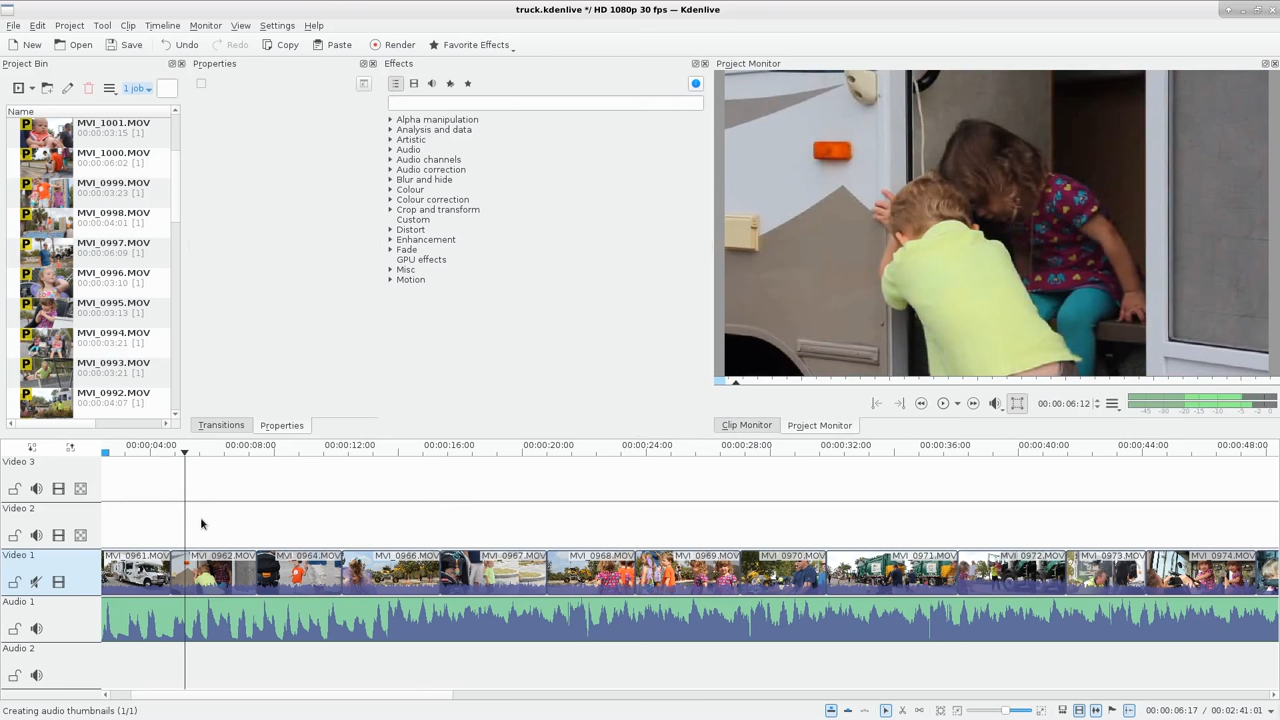 truck.kdenlive */ HD 1080p 30 fps — Kdenlive
File Edit Project Tool Clip Timeline Monitor View Settings Help
New Open Save Undo Redo Copy Paste Render Favorite Effects
Project Bin
Properties
Effects
Project Monitor
1 job
Name
MVI_1001.MOV
00:00:03:15 [1]
MVI_1000.MOV
00:00:06:02 [1]
MVI_0999.MOV
00:00:03:23 [1]
MVI_0998.MOV
00:00:04:01 [1]
MVI_0997.MOV
00:00:06:09 [1]
MVI_0996.MOV
00:00:03:10 [1]
MVI_0995.MOV
00:00:03:13 [1]
MVI_0994.MOV
00:00:03:21 [1]
MVI_0993.MOV
00:00:03:21 [1]
MVI_0992.MOV
00:00:04:07 [1]
Alpha manipulation
Analysis and data
Artistic
Audio
Audio channels
Audio correction
Blur and hide
Colour
Colour correction
Crop and transform
Custom
Distort
Enhancement
Fade
GPU effects
Misc
Motion
00:00:06:12
-45 -30 -20 -15 -10 -5 -2 0
Transitions Properties
Clip Monitor Project Monitor
00:00:04:00 00:00:08:00 00:00:12:00 00:00:16:00 00:00:20:00 00:00:24:00 00:00:28:00 00:00:32:00 00:00:36:00 00:00:40:00 00:00:44:00 00:00:48:00
Video 3
Video 2
Video 1
MVI_0961.MOV MVI_0962.MOV MVI_0964.MOV MVI_0966.MOV MVI_0967.MOV MVI_0968.MOV MVI_0969.MOV MVI_0970.MOV MVI_0971.MOV MVI_0972.MOV MVI_0973.MOV MVI_0974.MOV
Audio 1
Audio 2
Creating audio thumbnails (1/1)
00:00:06:17 / 00:02:41:01